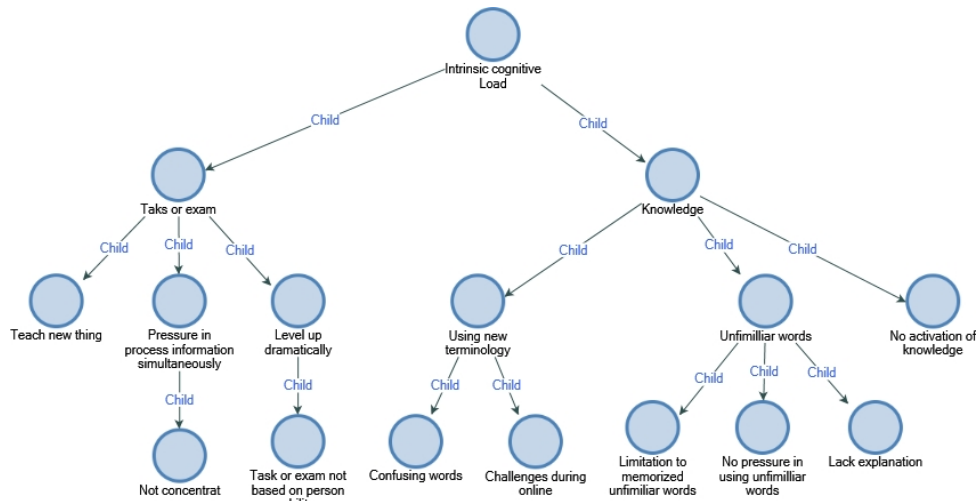 Intrinsic cognitive
Load
Child
Child
Taks or exam
Knowledge
Child
Child
Child
Child
Child
Child
Teach new thing
Pressure in
process information
simultaneously
Level up
dramatically
Using new
terminology
Unfimilliar words
No activation of
knowledge
Child
Child
Child
Child
Child
Child
Child
Not concentrat
Task or exam not
based on person
Confusing words
Challenges during
online
Limitation to
memorized
unfimiliar words
No pressure in
using unfimilliar
words
Lack explanation